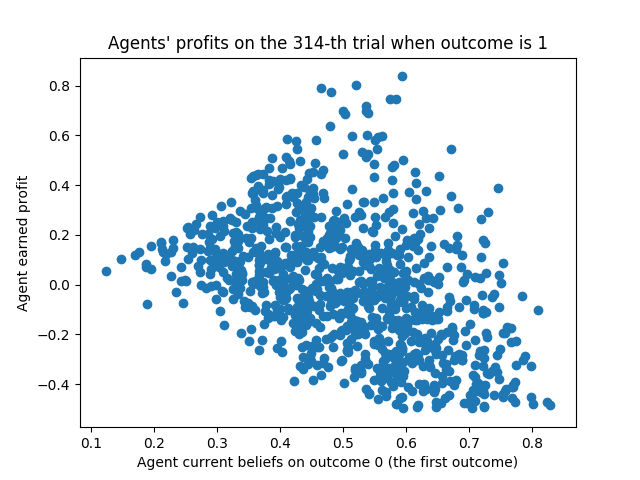 Agents' profits on the 314-th trial when outcome is 1
Agent earned profit
0.8
0.6
0.4
0.2
0.0
−0.2
−0.4
0.1 0.2 0.3 0.4 0.5 0.6 0.7 0.8
Agent current beliefs on outcome 0 (the first outcome)